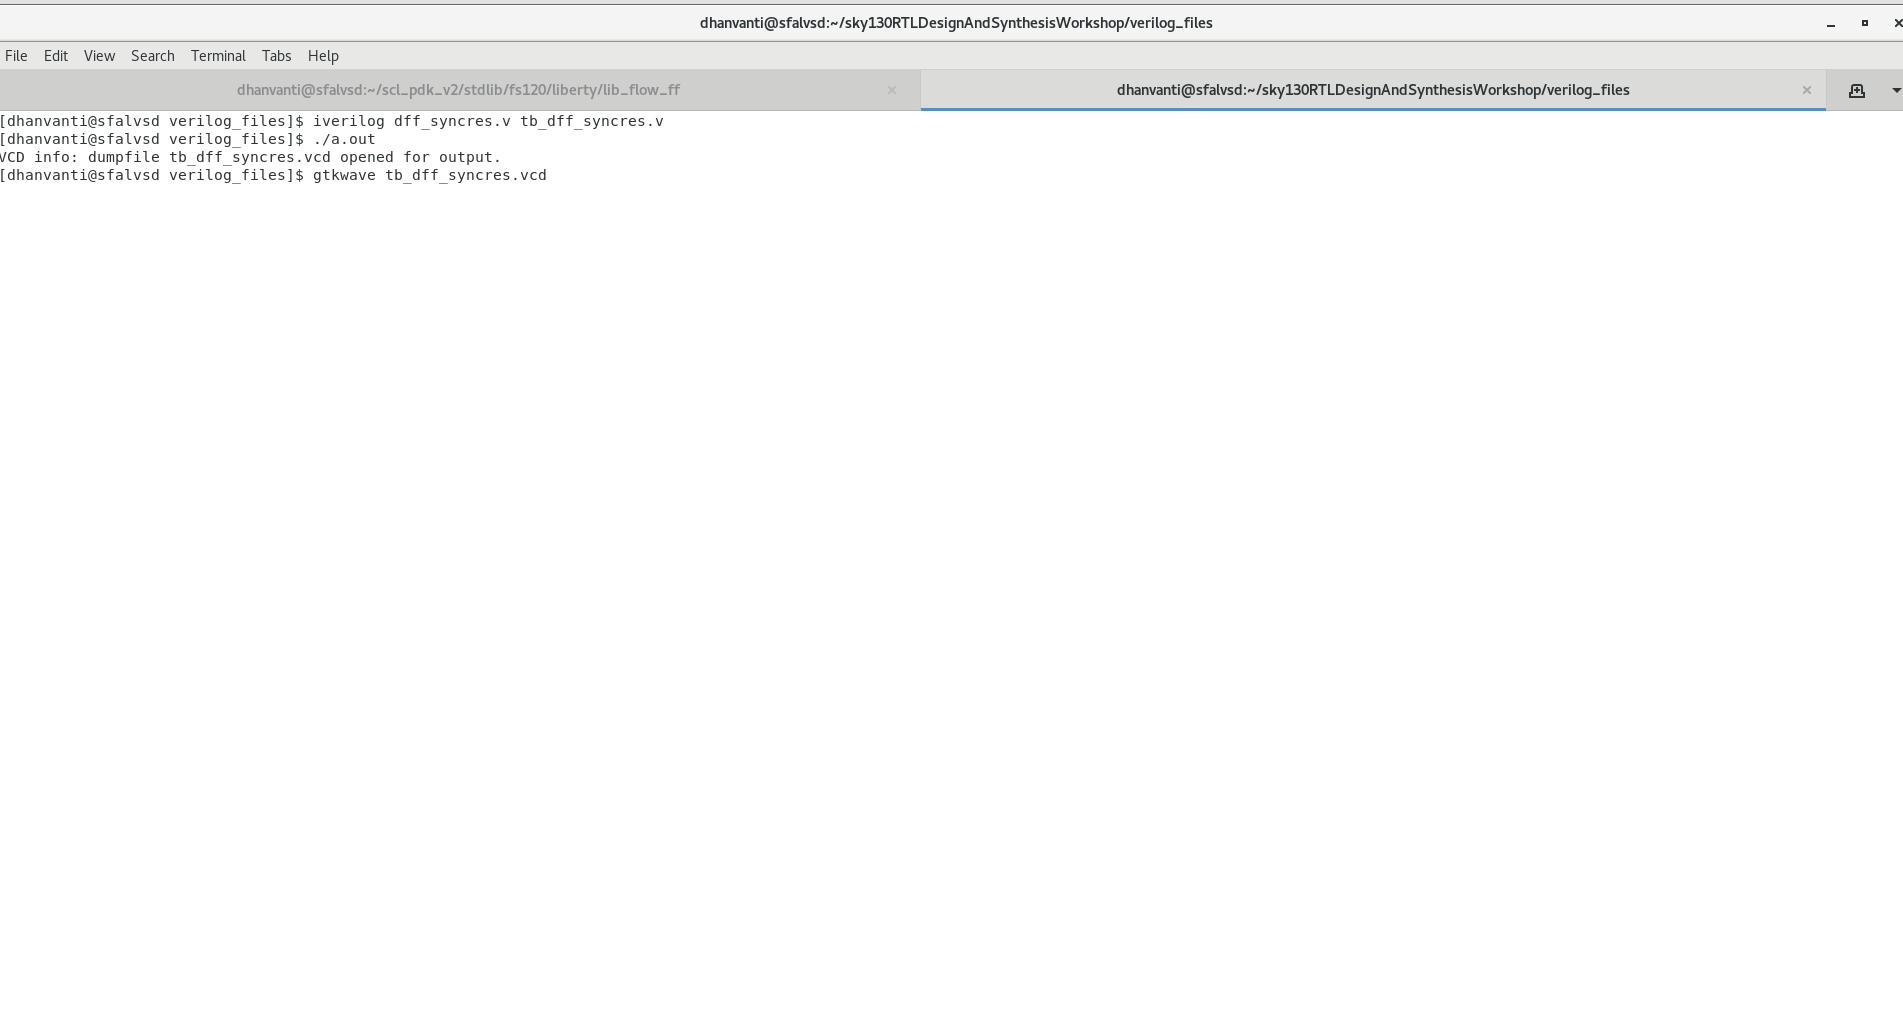 dhanvanti@sfalvsd:~/sky130RTLDesignAndSynthesisWorkshop/verilog_files
File Edit View Search Terminal Tabs Help
dhanvanti@sfalvsd:~/scl_pdk_v2/stdlib/fs120/liberty/lib_flow_ff
dhanvanti@sfalvsd:~/sky130RTLDesignAndSynthesisWorkshop/verilog_files
[dhanvanti@sfalvsd verilog_files]$ iverilog dff_syncres.v tb_dff_syncres.v
[dhanvanti@sfalvsd verilog_files]$ ./a.out
VCD info: dumpfile tb_dff_syncres.vcd opened for output.
[dhanvanti@sfalvsd verilog_files]$ gtkwave tb_dff_syncres.vcd